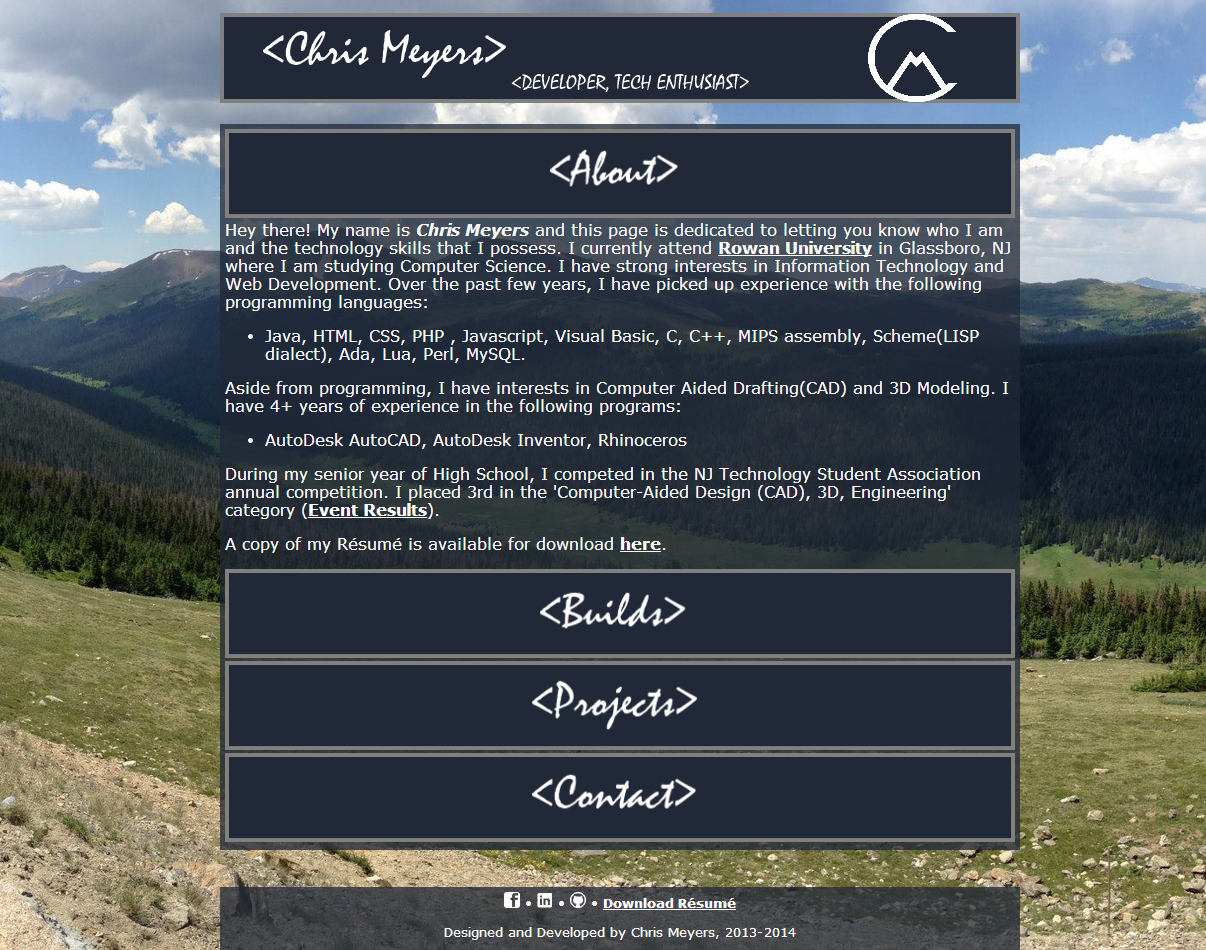 <Chris Meyers>
<DEVELOPER, TECH ENTHUSIAST>
<About>
Hey there! My name is Chris Meyers and this page is dedicated to letting you know who I am
and the technology skills that I possess. I currently attend Rowan University in Glassboro, NJ
where I am studying Computer Science. I have strong interests in Information Technology and
Web Development. Over the past few years, I have picked up experience with the following
programming languages:
• Java, HTML, CSS, PHP , Javascript, Visual Basic, C, C++, MIPS assembly, Scheme(LISP
dialect), Ada, Lua, Perl, MySQL.
Aside from programming, I have interests in Computer Aided Drafting(CAD) and 3D Modeling. I
have 4+ years of experience in the following programs:
• AutoDesk AutoCAD, AutoDesk Inventor, Rhinoceros
During my senior year of High School, I competed in the NJ Technology Student Association
annual competition. I placed 3rd in the 'Computer-Aided Design (CAD), 3D, Engineering'
category (Event Results).
A copy of my Résumé is available for download here.
<Builds>
<Projects>
<Contact>
• • • Download Résumé
Designed and Developed by Chris Meyers, 2013-2014